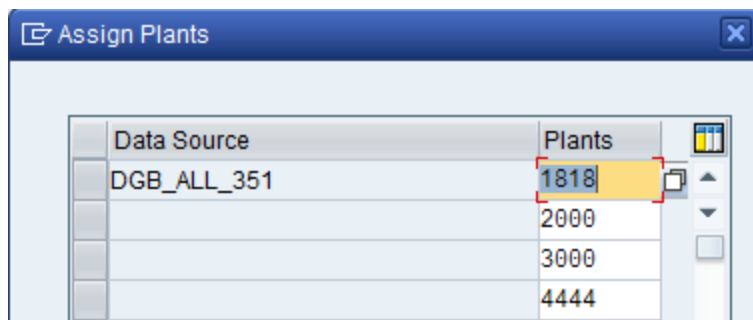 Assign Plants
Data Source Plants
DGB_ALL_351 1818
2000
3000
4444